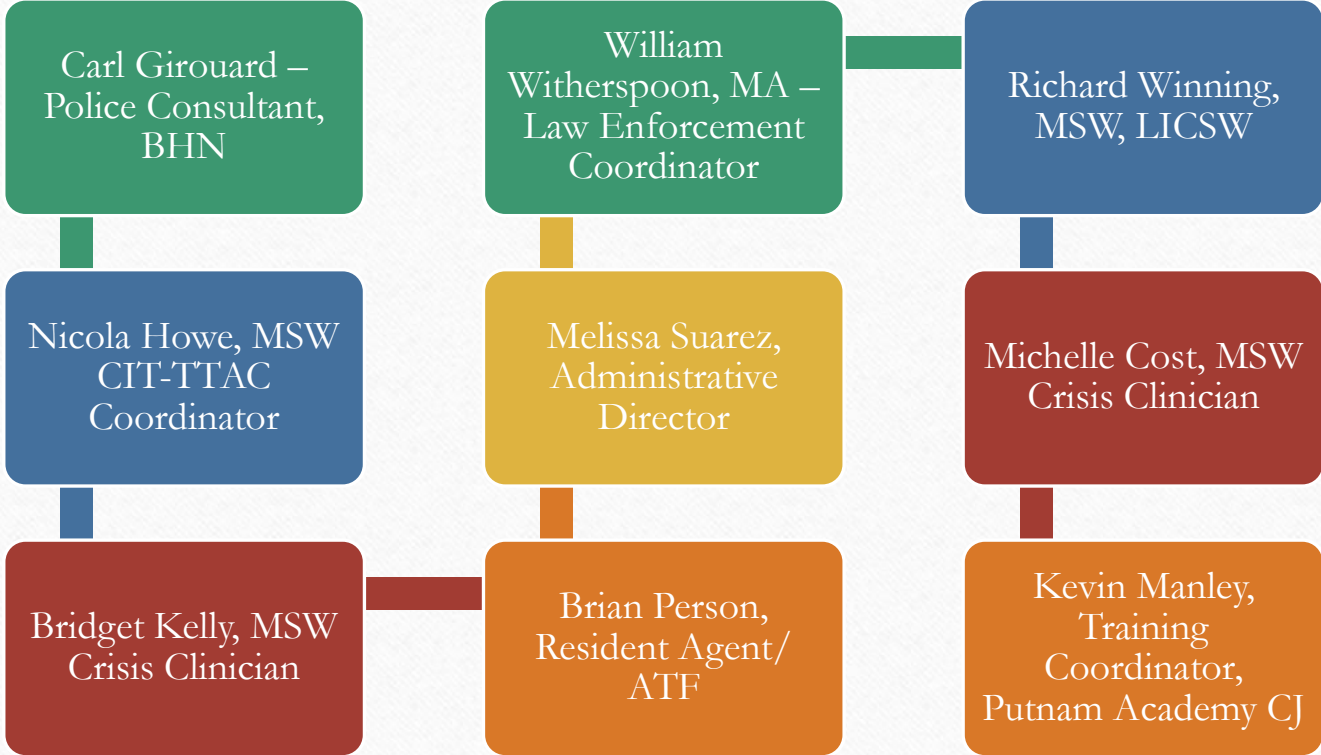 Carl Girouard –
Police Consultant,
BHN
Nicola Howe, MSW
CIT-TTAC
Coordinator
Bridget Kelly, MSW
Crisis Clinician
Brian Person,
Resident Agent/
ATF
Melissa Suarez,
Administrative
Director
William
Witherspoon, MA –
Law Enforcement
Coordinator
Richard Winning,
MSW, LICSW
Michelle Cost, MSW
Crisis Clinician
Kevin Manley,
Training
Coordinator,
Putnam Academy CJ